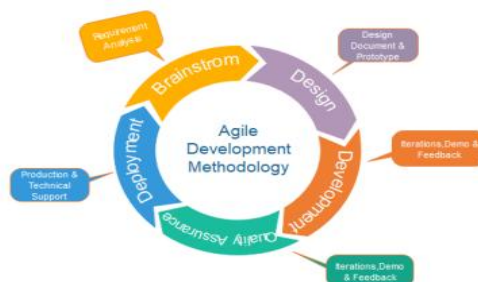 Requirement
Analysis
Brainstrom
Design
Design
Document &
Prototype
Agile
Development
Methodology
Development
Iterations,Demo &
Feedback
Deployment
Production &
Technical
Support
Quality Assurance
Iterations,Demo
& Feedback